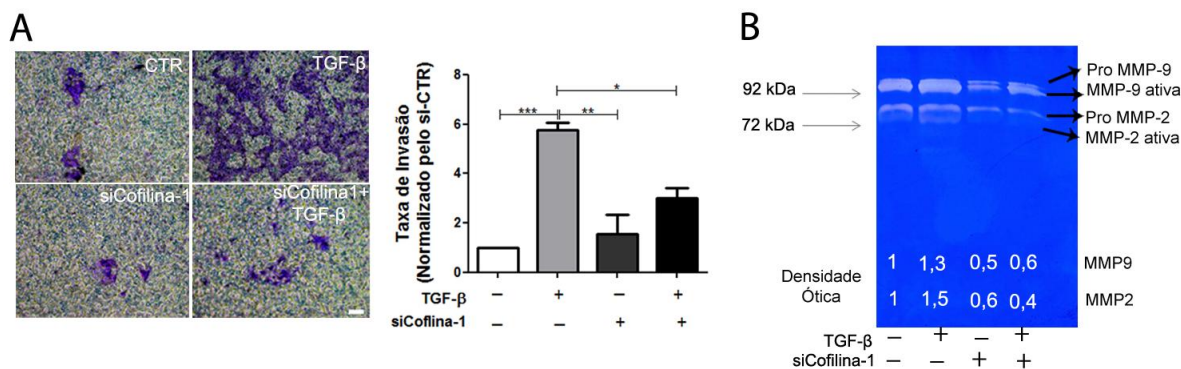 A
CTR
TGF-β
siCofilina-1
siCofilina1+
TGF-β
Taxa de Invasão
(Normalizado pelo si-CTR)
8
6
4
2
0
***
**
*
TGF-β − + − +
siCoflina-1 − − + +
B
92 kDa
72 kDa
Pro MMP-9
MMP-9 ativa
Pro MMP-2
MMP-2 ativa
Densidade
Ótica
1 1,3 0,5 0,6 MMP9
1 1,5 0,6 0,4 MMP2
TGF-β − + − +
siCofilina-1 − − + +